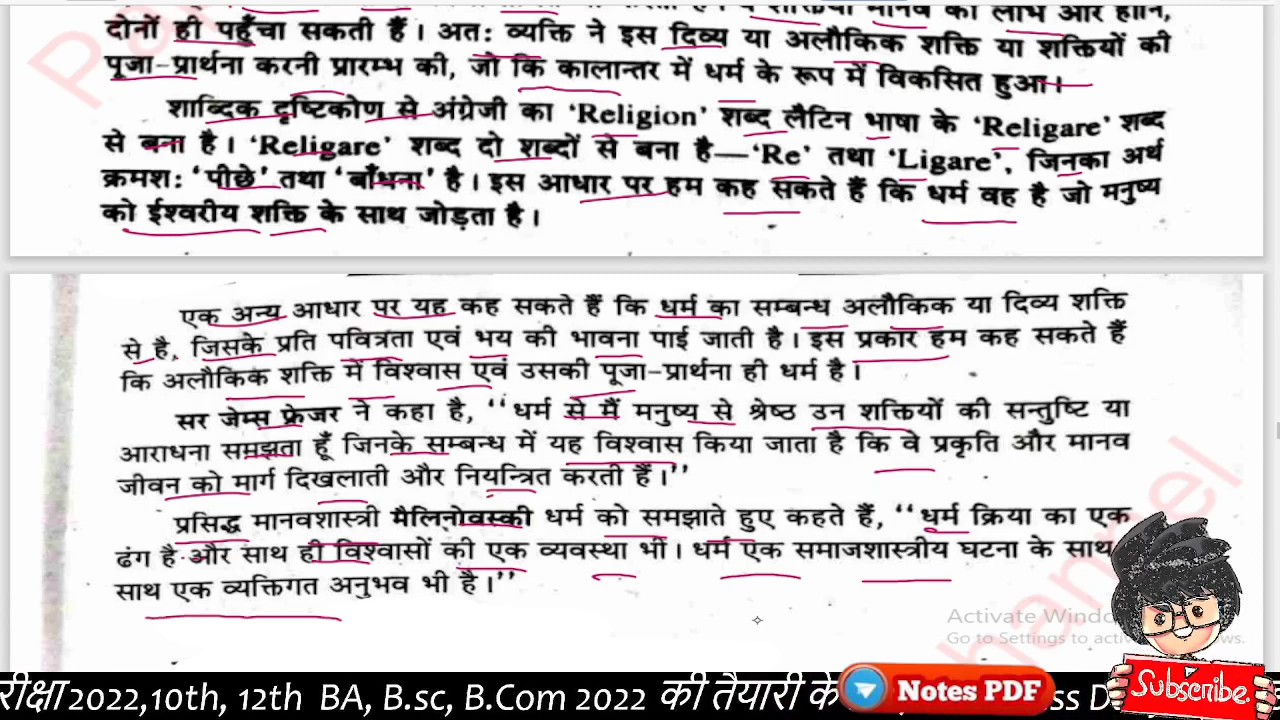 लाभ और हानि,
दोनों ही पहुँचा सकती हैं। अत: व्यक्ति ने इस दिव्य या अलौकिक शक्ति या शक्तियों की
पूजा-प्रार्थना करनी प्रारम्भ की, जो कि कालान्तर में धर्म के रूप में विकसित हुआ।
शाब्दिक दृष्टिकोण से अंग्रेजी का ‘Religion’ शब्द लैटिन भाषा के ‘Religare’ शब्द
से बना है। ‘Religare’ शब्द दो शब्दों से बना है—‘Re’ तथा ‘Ligare’, जिनका अर्थ
क्रमश: ‘पीछे’ तथा ‘बाँधना’ है। इस आधार पर हम कह सकते हैं कि धर्म वह है जो मनुष्य
को ईश्वरीय शक्ति के साथ जोड़ता है।
एक अन्य आधार पर यह कह सकते हैं कि धर्म का सम्बन्ध अलौकिक या दिव्य शक्ति
से है, जिसके प्रति पवित्रता एवं भय की भावना पाई जाती है। इस प्रकार हम कह सकते हैं
कि अलौकिक शक्ति में विश्वास एवं उसकी पूजा-प्रार्थना ही धर्म है।
सर जेम्स फ्रेजर ने कहा है, ‘‘धर्म से मैं मनुष्य से श्रेष्ठ उन शक्तियों की सन्तुष्टि या
आराधना समझता हूँ जिनके सम्बन्ध में यह विश्वास किया जाता है कि वे प्रकृति और मानव
जीवन को मार्ग दिखलाती और नियन्त्रित करती हैं।’’
प्रसिद्ध मानवशास्त्री मैलिनोवस्की धर्म को समझाते हुए कहते हैं, ‘‘धर्म क्रिया का एक
ढंग है और साथ ही विश्वासों की एक व्यवस्था भी। धर्म एक समाजशास्त्रीय घटना के साथ-
साथ एक व्यक्तिगत अनुभव भी है।’’
Activate Windo
Go to Settings to activ ws.
रीक्षा 2022,10th, 12th BA, B.sc, B.Com 2022 की तैयारी के Notes PDF ss D Subscribe.